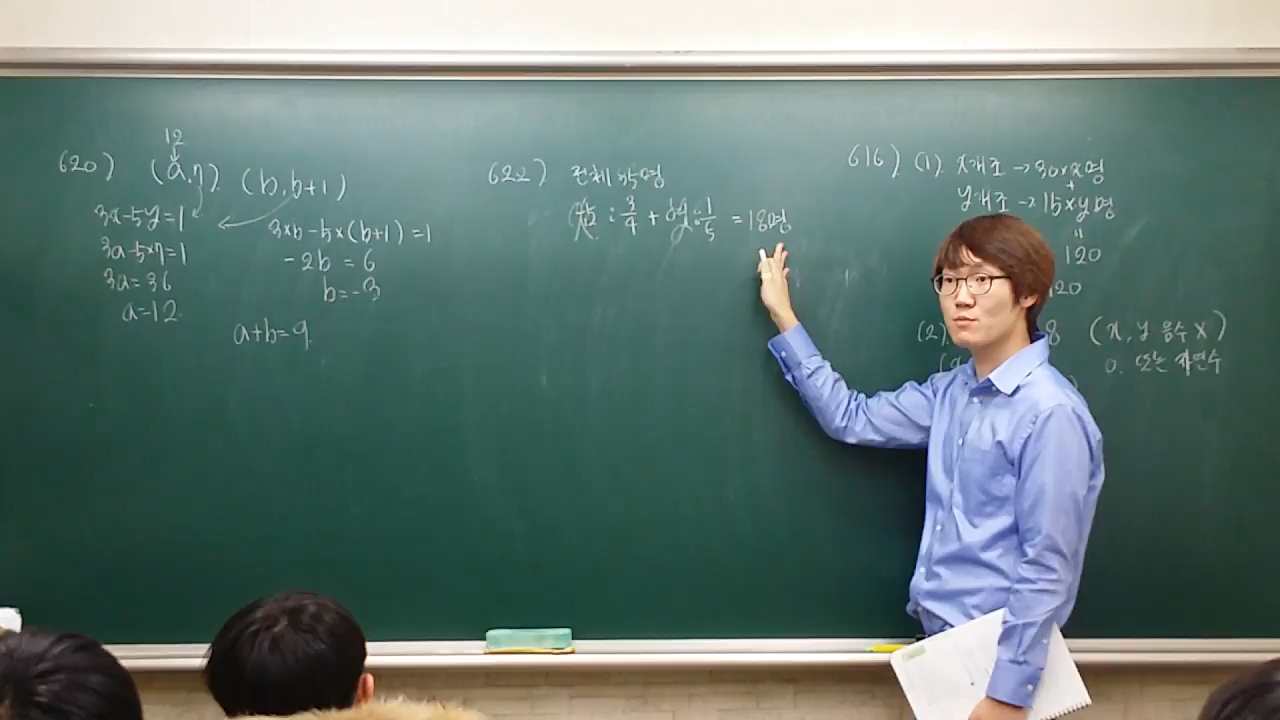 620) (a, 7), (b, b+1)
12
↓
3x-5y=1
3a-5×7=1
3a=36
a=12
3×b-5×(b+1)=1
-2b=6
b=-3
a+b=9
622) 전체 35명
: 3/4 + : 1/5 = 18명
616) (1) x개조 → 30×x명
+
y개조 → 15×y명
=
120
120
(2) 8 (x, y 음수 X)
0. 또는 자연수